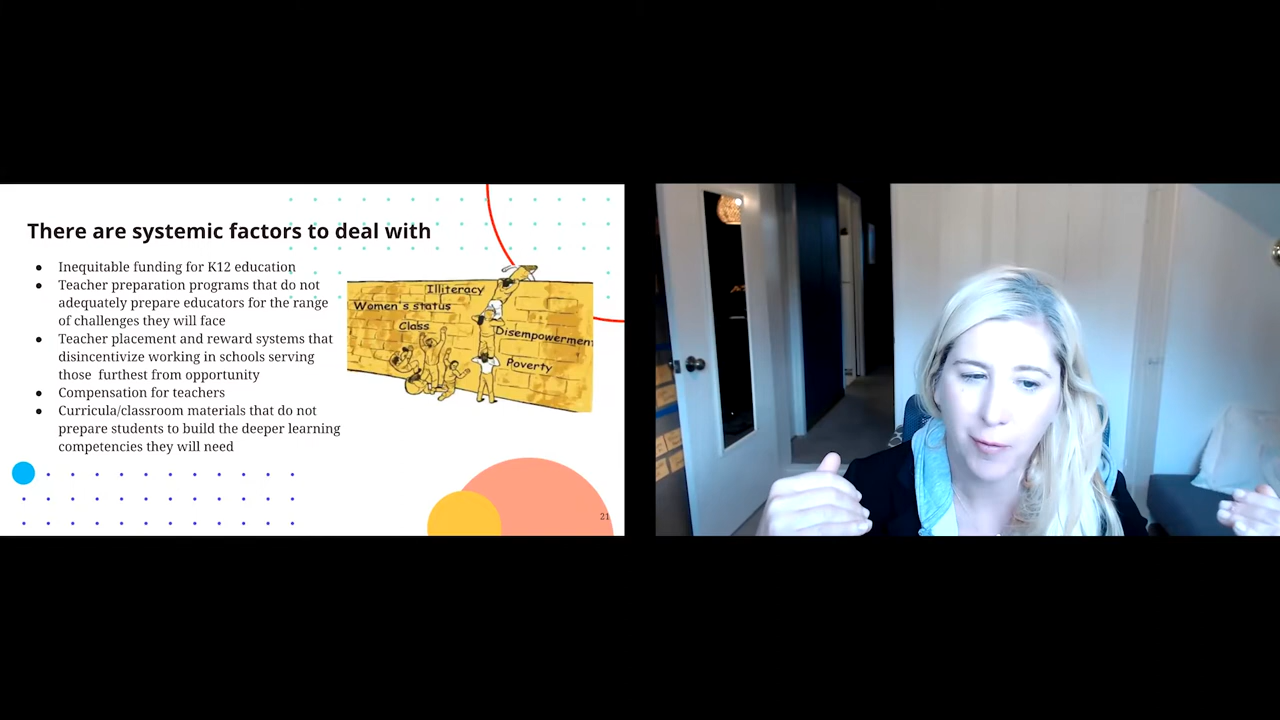 There are systemic factors to deal with
● Inequitable funding for K12 education
● Teacher preparation programs that do not
adequately prepare educators for the range
of challenges they will face
● Teacher placement and reward systems that
disincentivize working in schools serving
those furthest from opportunity
● Compensation for teachers
● Curricula/classroom materials that do not
prepare students to build the deeper learning
competencies they will need
Illiteracy
Women's status
Class
Disempowermen
Poverty
21